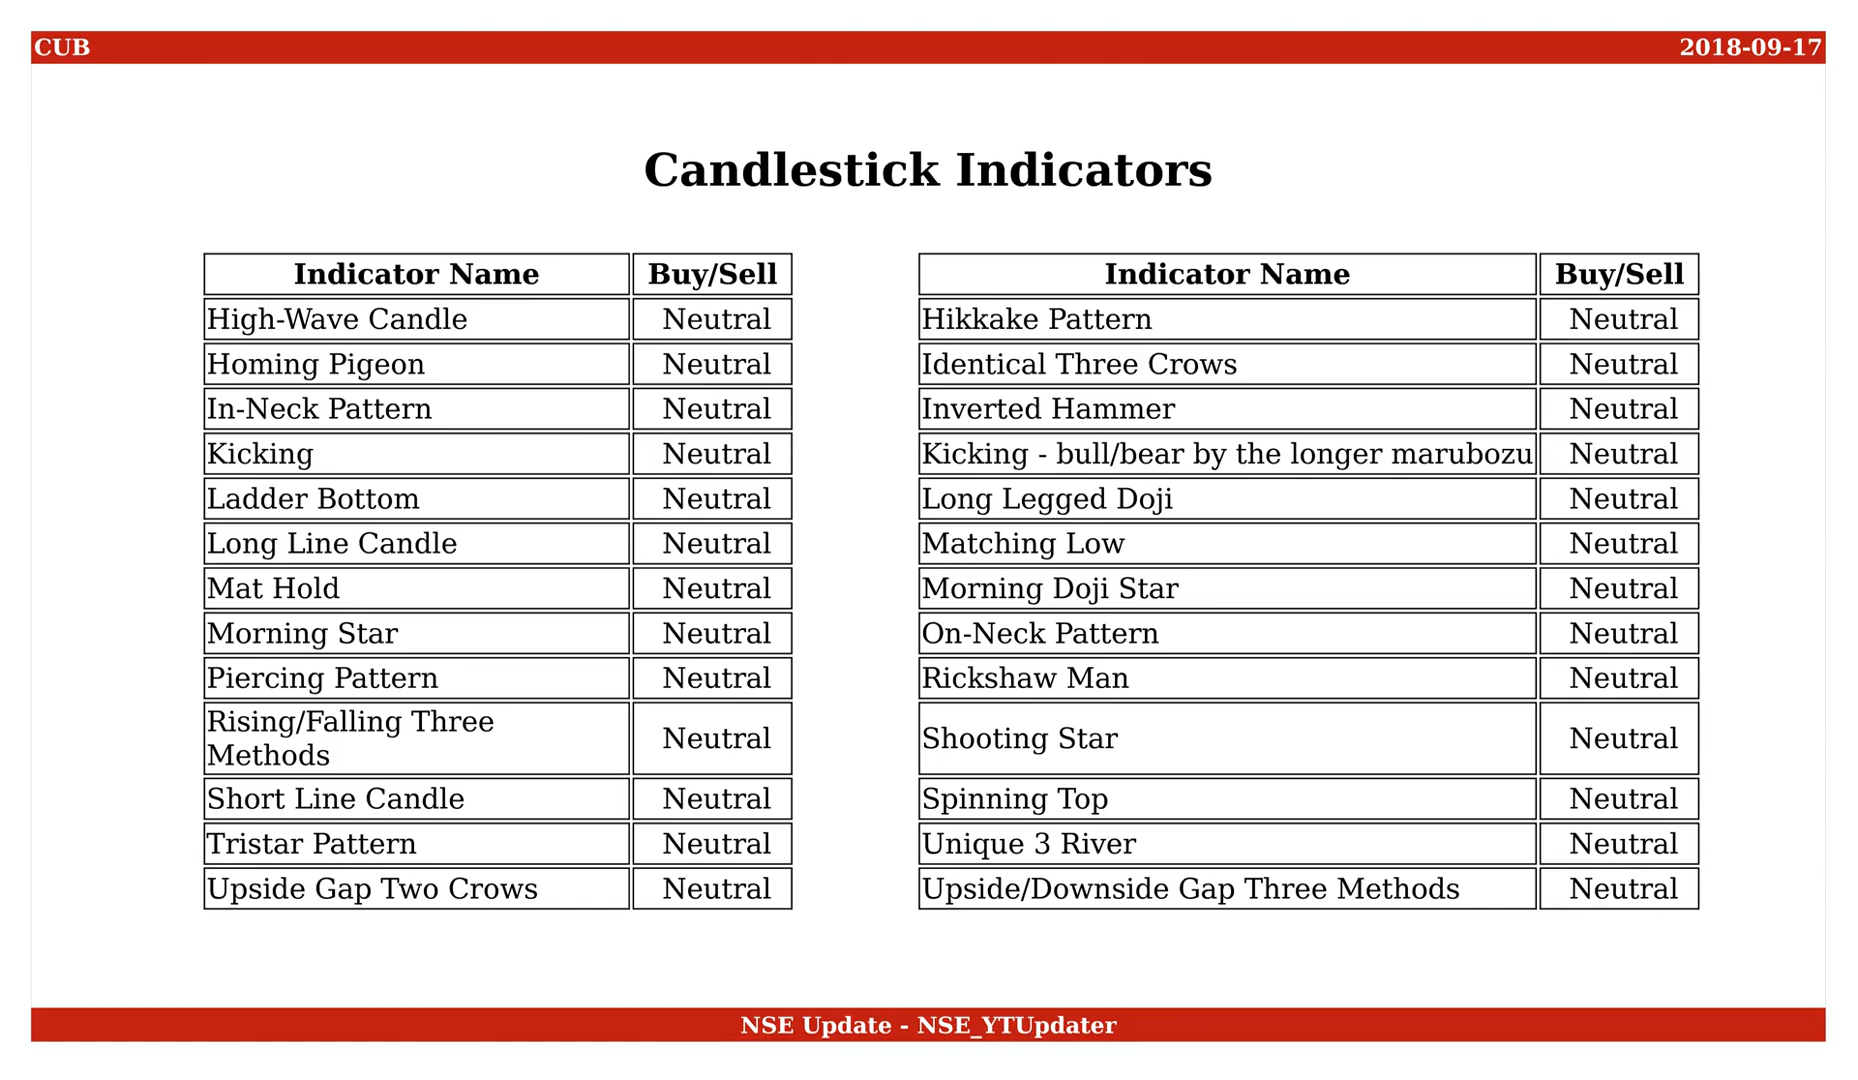 CUB 2018-09-17
Candlestick Indicators
Indicator Name Buy/Sell
High-Wave Candle Neutral
Homing Pigeon Neutral
In-Neck Pattern Neutral
Kicking Neutral
Ladder Bottom Neutral
Long Line Candle Neutral
Mat Hold Neutral
Morning Star Neutral
Piercing Pattern Neutral
Rising/Falling Three
Methods Neutral
Short Line Candle Neutral
Tristar Pattern Neutral
Upside Gap Two Crows Neutral
Indicator Name Buy/Sell
Hikkake Pattern Neutral
Identical Three Crows Neutral
Inverted Hammer Neutral
Kicking - bull/bear by the longer marubozu Neutral
Long Legged Doji Neutral
Matching Low Neutral
Morning Doji Star Neutral
On-Neck Pattern Neutral
Rickshaw Man Neutral
Shooting Star Neutral
Spinning Top Neutral
Unique 3 River Neutral
Upside/Downside Gap Three Methods Neutral
NSE Update - NSE_YTUpdater